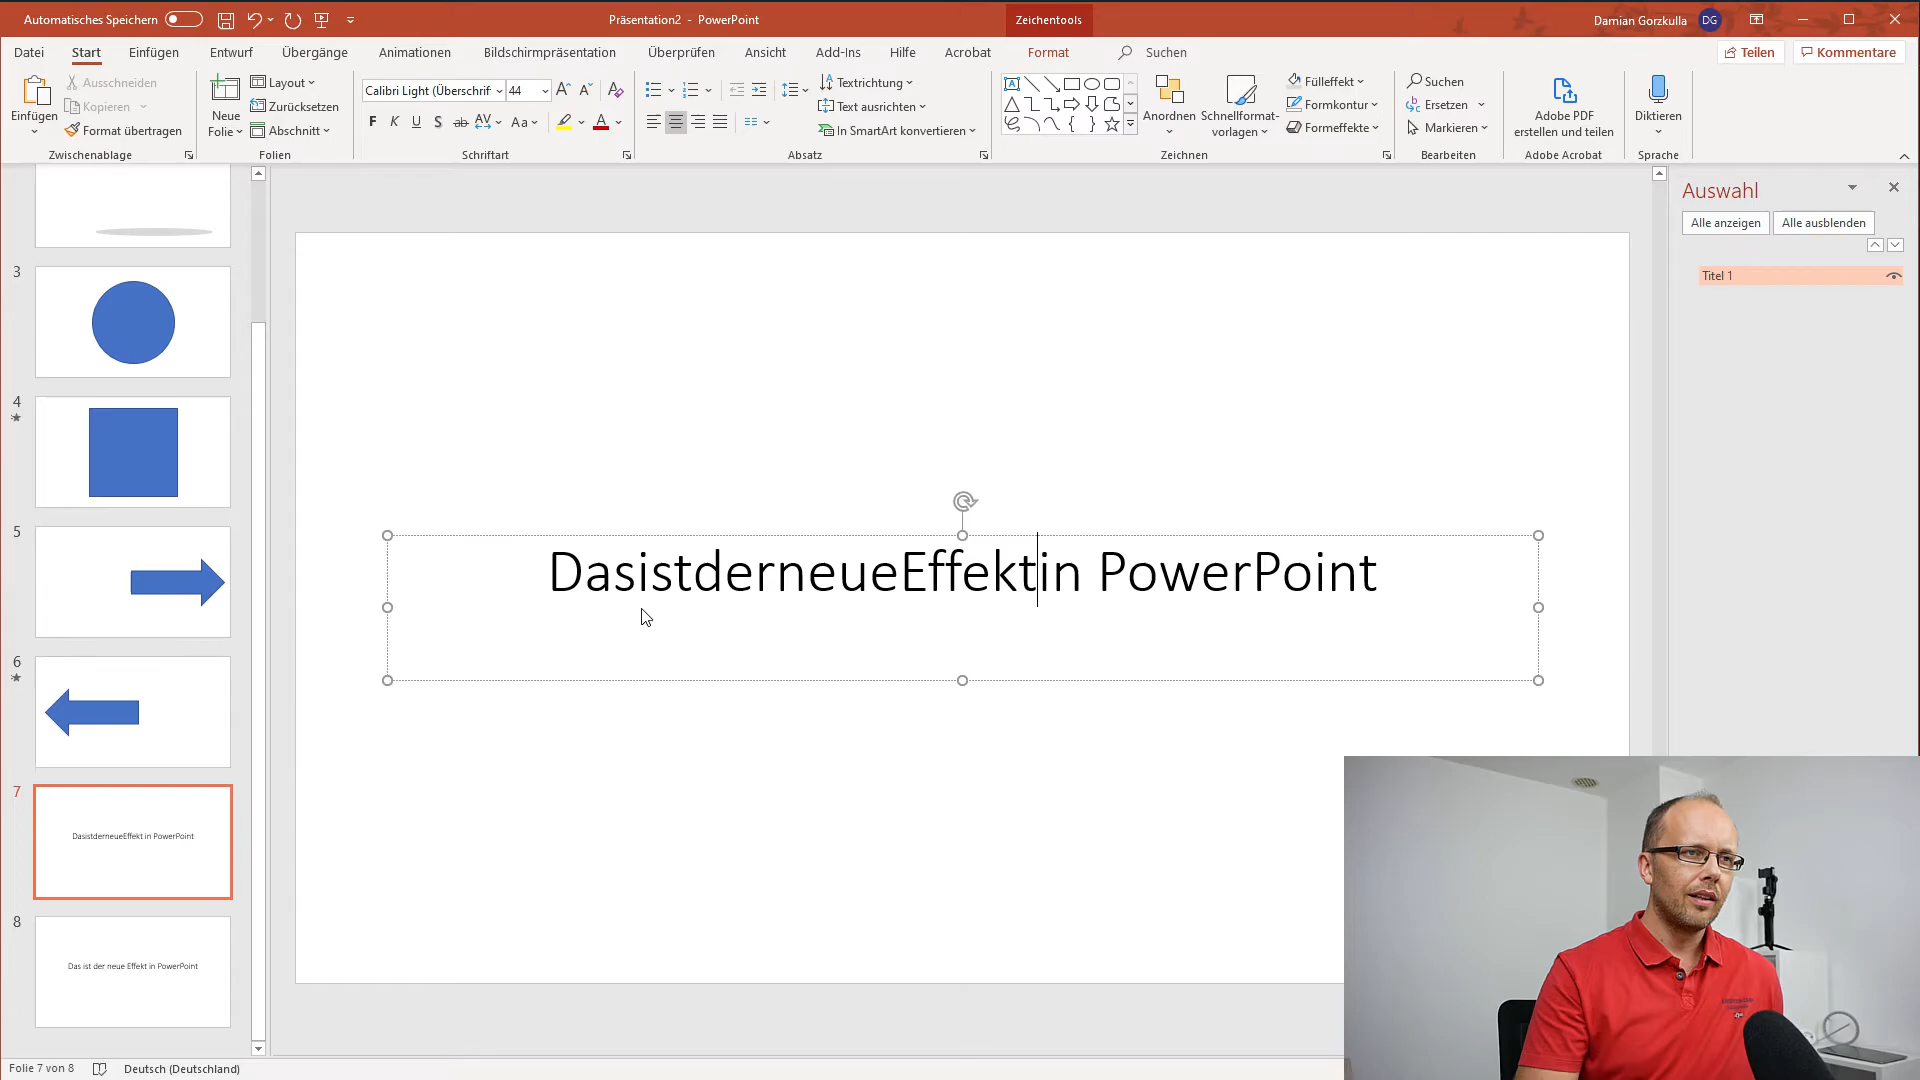 Automatisches Speichern
Präsentation2 - PowerPoint
Zeichentools
Damian Gorzkulla
DG
Datei
Start
Einfügen
Entwurf
Übergänge
Animationen
Bildschirmpräsentation
Überprüfen
Ansicht
Add-Ins
Hilfe
Acrobat
Format
Suchen
Teilen
Kommentare
Einfügen
Ausschneiden
Kopieren
Format übertragen
Zwischenablage
Neue
Folie
Layout
Zurücksetzen
Abschnitt
Folien
Calibri Light (Überschrif
44
F K U S ab AV Aa
A
Schriftart
Textrichtung
Text ausrichten
In SmartArt konvertieren
Absatz
Anordnen
Schnellformat-
vorlagen
Fülleffekt
Formkontur
Formeffekte
Zeichnen
Suchen
Ersetzen
Markieren
Bearbeiten
Adobe PDF
erstellen und teilen
Adobe Acrobat
Diktieren
Sprache
3
4
5
6
7
DasistderneueEffekt in PowerPoint
8
Das ist der neue Effekt in PowerPoint
DasistderneueEffektin PowerPoint
Auswahl
Alle anzeigen
Alle ausblenden
Titel 1
Folie 7 von 8
Deutsch (Deutschland)